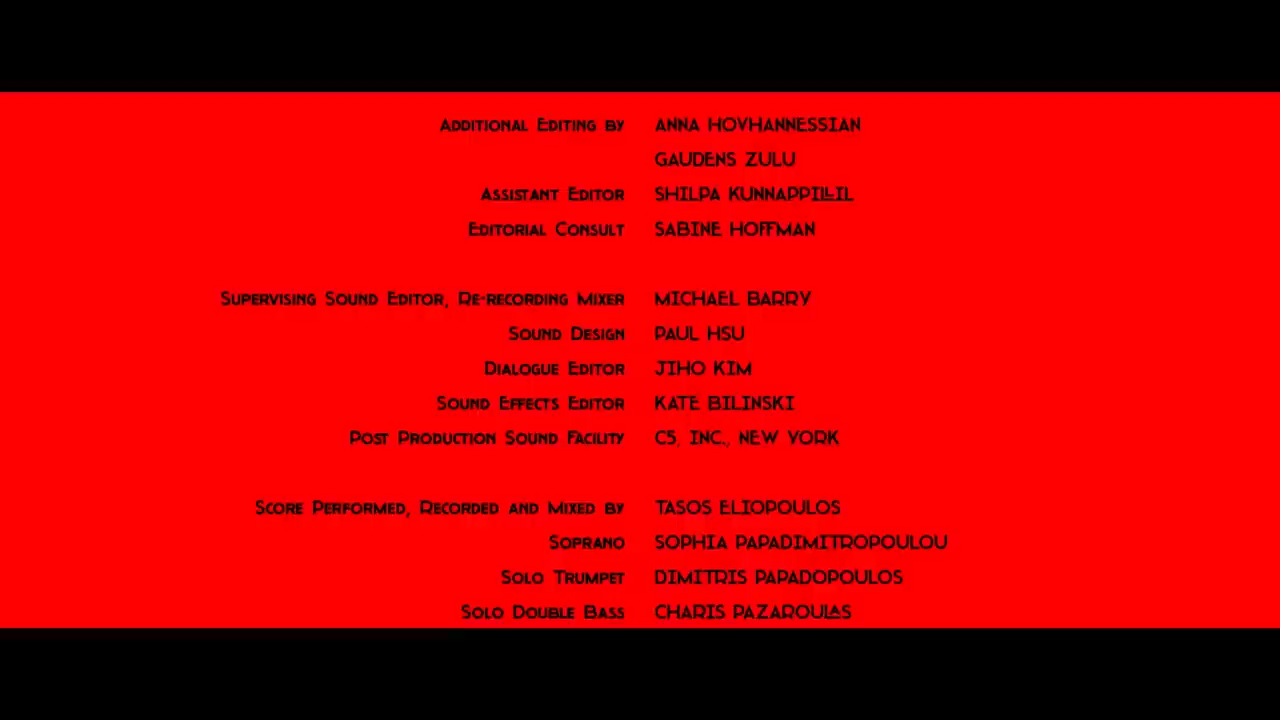 Additional Editing by ANNA HOVHANNESSIAN
GAUDENS ZULU
Assistant Editor SHILPA KUNNAPPILLIL
Editorial Consult SABINE HOFFMAN
Supervising Sound Editor, Re-recording Mixer MICHAEL BARRY
Sound Design PAUL HSU
Dialogue Editor JIHO KIM
Sound Effects Editor KATE BILINSKI
Post Production Sound Facility C5, INC., NEW YORK
Score Performed, Recorded and Mixed by TASOS ELIOPOULOS
Soprano SOPHIA PAPADIMITROPOULOU
Solo Trumpet DIMITRIS PAPADOPOULOS
Solo Double Bass CHARIS PAZAROULAS